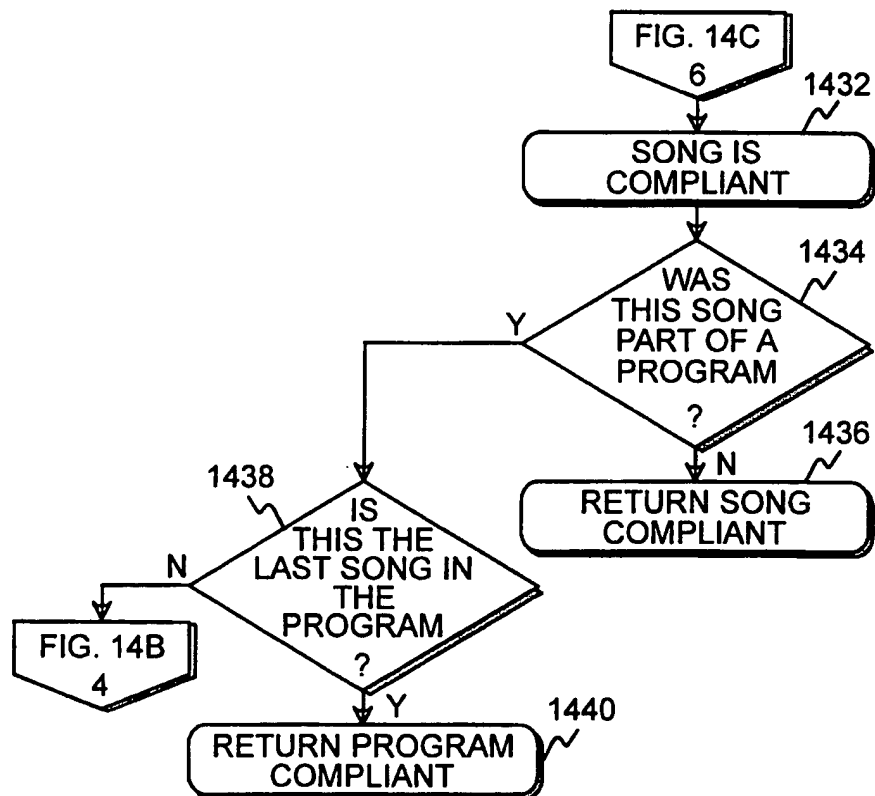 FIG. 14C
6
1432
SONG IS
COMPLIANT
1434
WAS
THIS SONG
PART OF A
PROGRAM
?
Y
N
1436
RETURN SONG
COMPLIANT
1438
IS
THIS THE
LAST SONG IN
THE
PROGRAM
?
N
FIG. 14B
4
Y
1440
RETURN PROGRAM
COMPLIANT